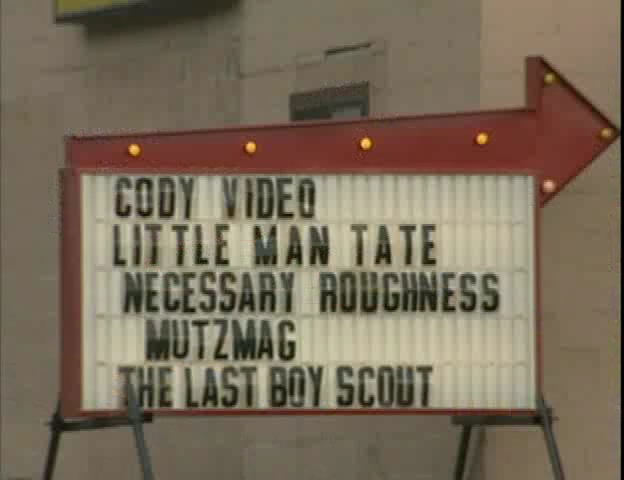 CODY VIDEO
LITTLE MAN TATE
NECESSARY ROUGHNESS
MUTZMAG
THE LAST BOY SCOUT